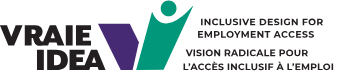 VRAIE
IDEA
INCLUSIVE DESIGN FOR
EMPLOYMENT ACCESS
VISION RADICALE POUR
L'ACCÈS INCLUSIF À L'EMPLOI